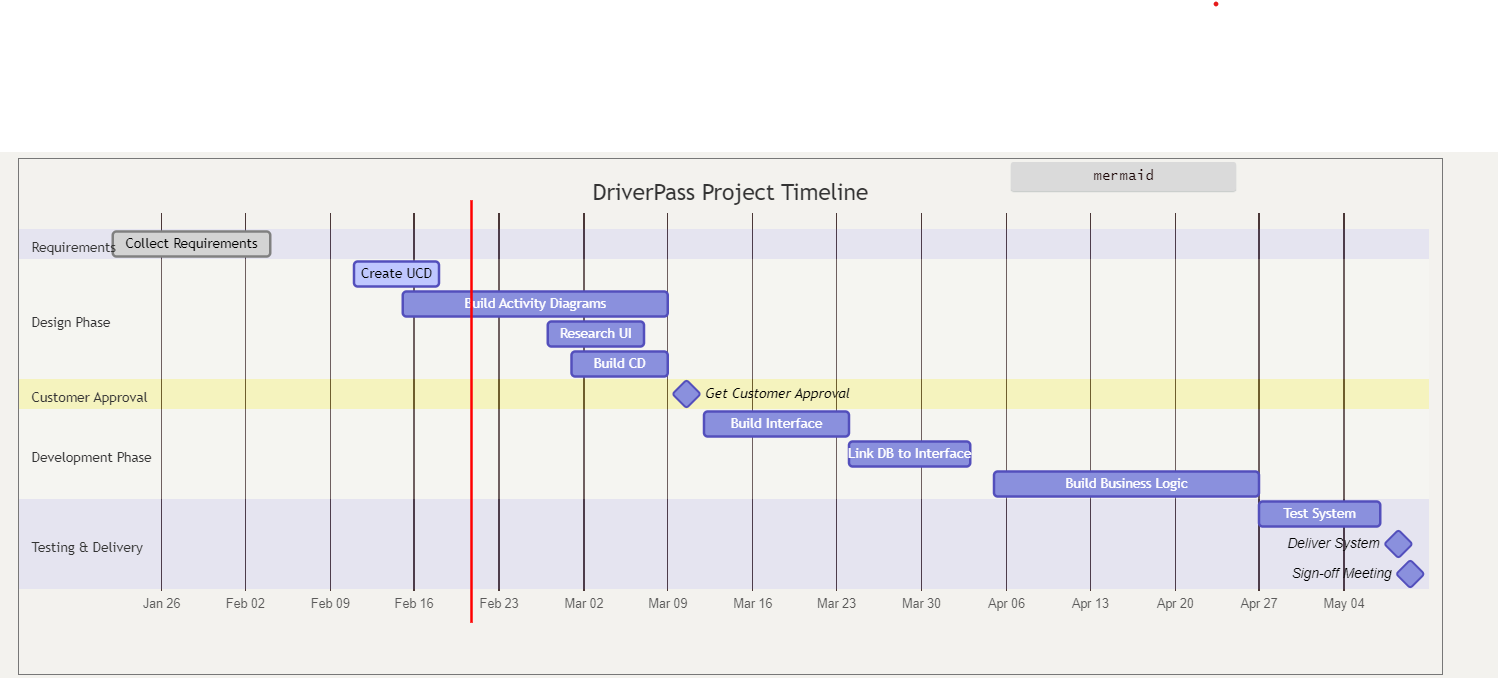 mermaid
DriverPass Project Timeline
Requirements
Collect Requirements
Create UCD
Build Activity Diagrams
Design Phase
Research UI
Build CD
Customer Approval
Get Customer Approval
Build Interface
Development Phase
Link DB to Interface
Build Business Logic
Test System
Testing & Delivery
Deliver System
Sign-off Meeting
Jan 26 Feb 02 Feb 09 Feb 16 Feb 23 Mar 02 Mar 09 Mar 16 Mar 23 Mar 30 Apr 06 Apr 13 Apr 20 Apr 27 May 04